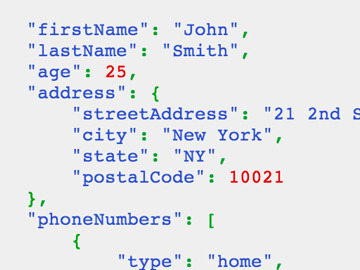 "firstName": "John",
"lastName": "Smith",
"age": 25,
"address": {
"streetAddress": "21 2nd
"city": "New York",
"state": "NY",
"postalCode": 10021
},
"phoneNumbers": [
{
"type": "home",